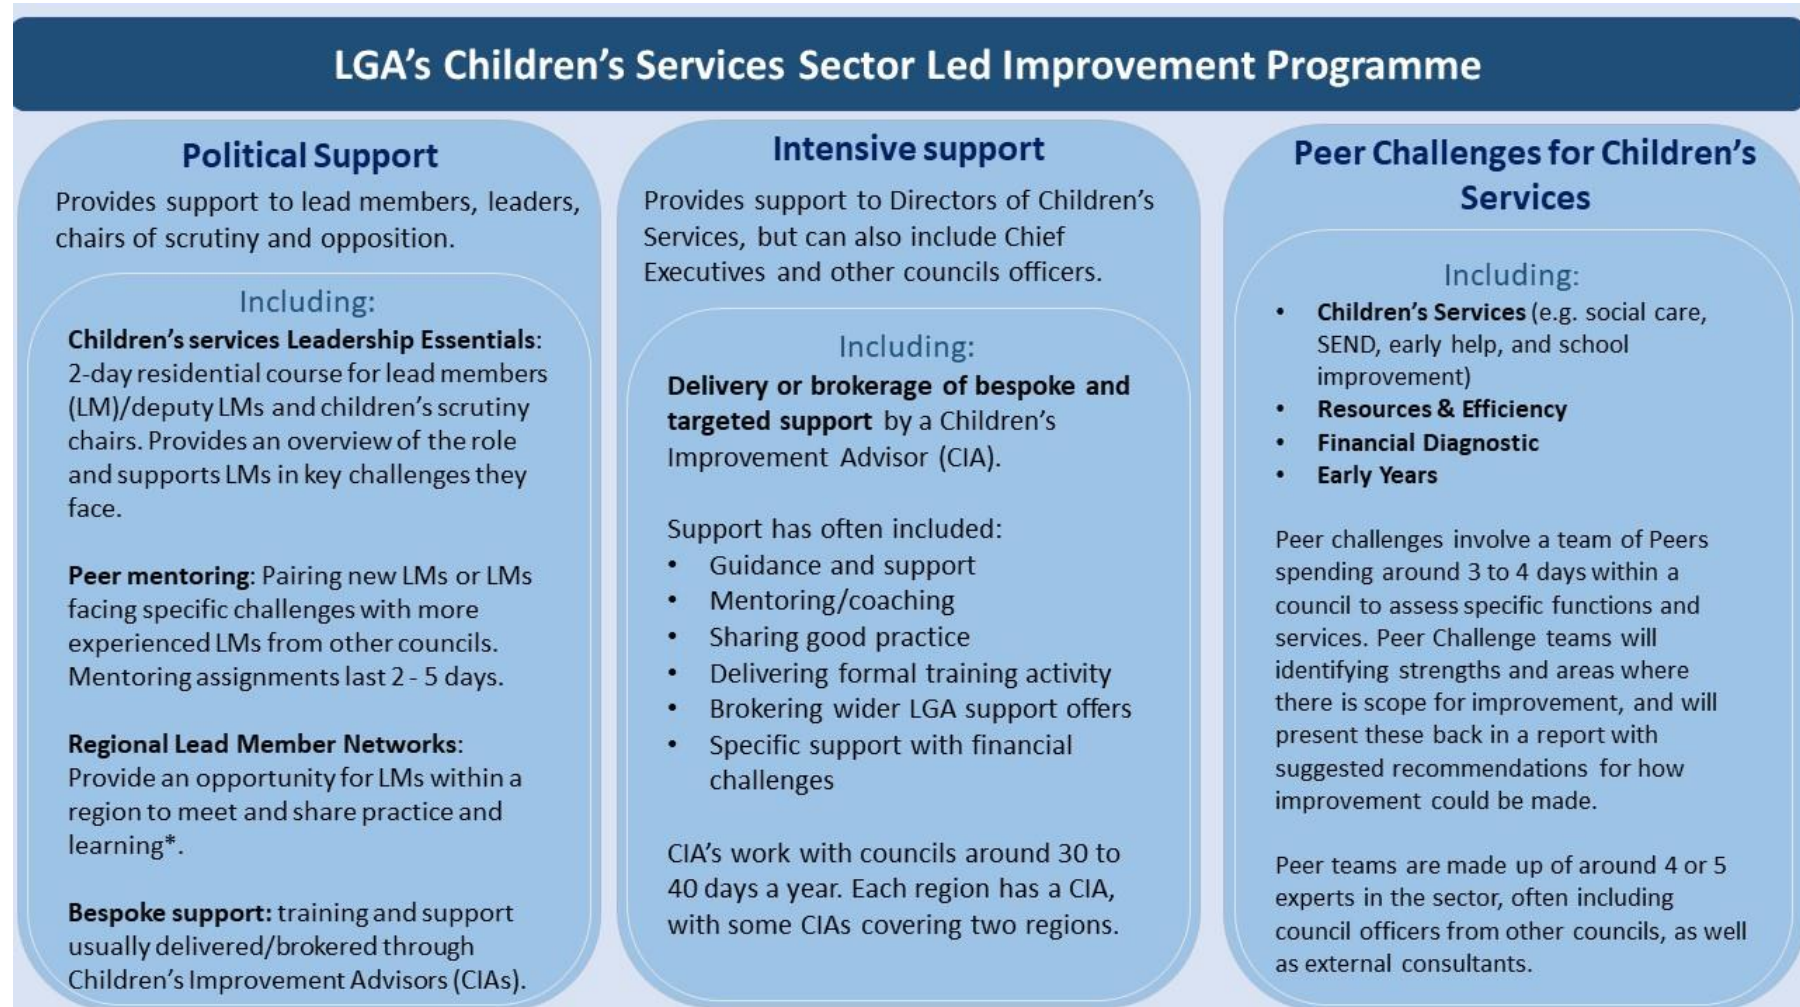 LGA's Children's Services Sector Led Improvement Programme
Political Support
Provides support to lead members, leaders,
chairs of scrutiny and opposition.
Including:
Children's services Leadership Essentials:
2-day residential course for lead members
(LM)/deputy LMs and children's scrutiny
chairs. Provides an overview of the role
and supports LMs in key challenges they
face.
Peer mentoring: Pairing new LMs or LMs
facing specific challenges with more
experienced LMs from other councils.
Mentoring assignments last 2 - 5 days.
Regional Lead Member Networks:
Provide an opportunity for LMs within a
region to meet and share practice and
learning*.
Bespoke support: training and support
usually delivered/brokered through
Children's Improvement Advisors (CIAs).
Intensive support
Provides support to Directors of Children's
Services, but can also include Chief
Executives and other councils officers.
Including:
Delivery or brokerage of bespoke and
targeted support by a Children's
Improvement Advisor (CIA).
Support has often included:
• Guidance and support
• Mentoring/coaching
• Sharing good practice
• Delivering formal training activity
• Brokering wider LGA support offers
• Specific support with financial
challenges
CIA's work with councils around 30 to
40 days a year. Each region has a CIA,
with some CIAs covering two regions.
Peer Challenges for Children's
Services
Including:
• Children's Services (e.g. social care,
SEND, early help, and school
improvement)
• Resources & Efficiency
• Financial Diagnostic
• Early Years
Peer challenges involve a team of Peers
spending around 3 to 4 days within a
council to assess specific functions and
services. Peer Challenge teams will
identifying strengths and areas where
there is scope for improvement, and will
present these back in a report with
suggested recommendations for how
improvement could be made.
Peer teams are made up of around 4 or 5
experts in the sector, often including
council officers from other councils, as well
as external consultants.